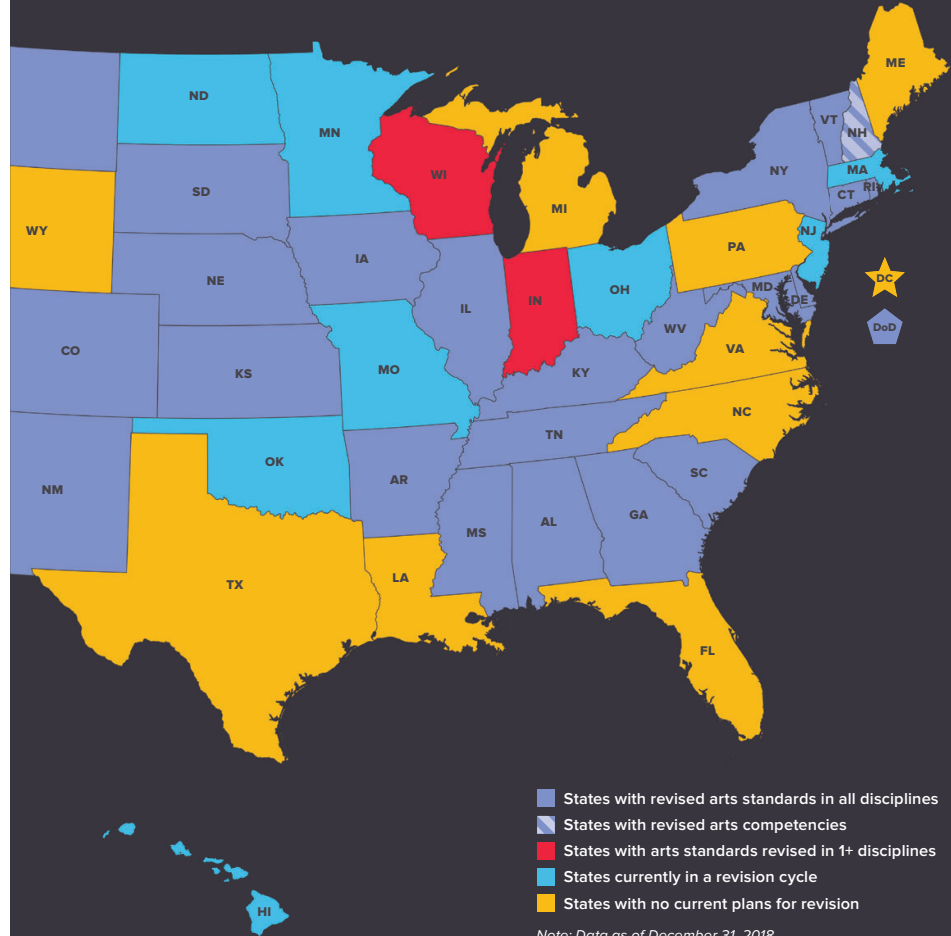 ME
ND
VT
NH
MN
WI
NY
MA
SD
CT
RI
MI
WY
NJ
PA
IA
NE
DC
MD
OH
DE
IL
IN
WV
DoD
CO
VA
KS
MO
KY
NC
TN
OK
SC
NM
AR
GA
AL
MS
TX
LA
FL
States with revised arts standards in all disciplines
States with revised arts competencies
States with arts standards revised in 1+ disciplines
States currently in a revision cycle
States with no current plans for revision
HI
Note: Data as of December 31, 2018